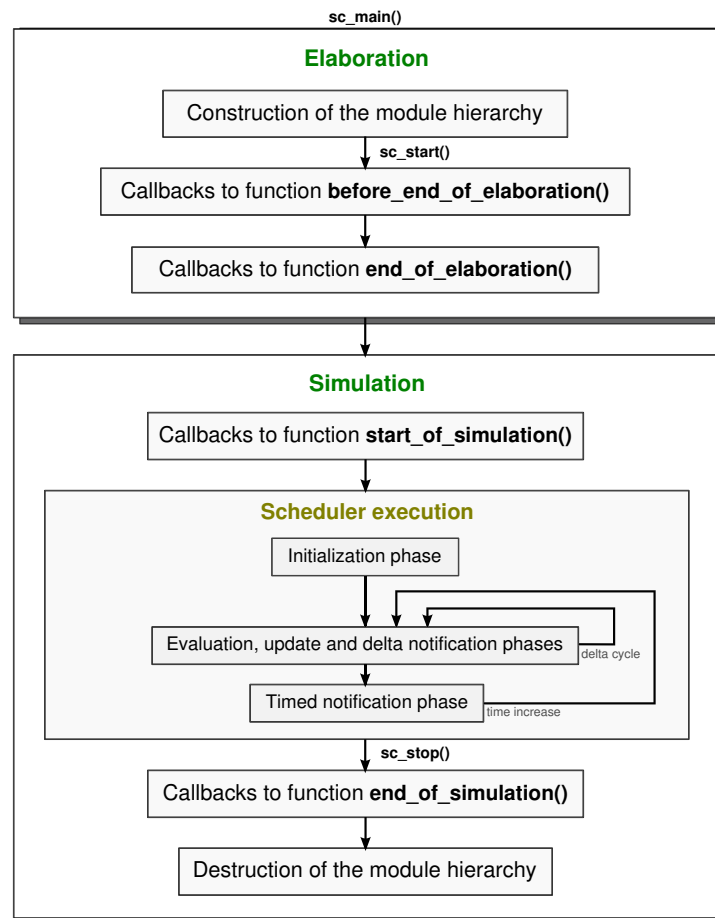 sc_main()
Elaboration
Construction of the module hierarchy
sc_start()
Callbacks to function before_end_of_elaboration()
Callbacks to function end_of_elaboration()
Simulation
Callbacks to function start_of_simulation()
Scheduler execution
Initialization phase
Evaluation, update and delta notification phases
delta cycle
Timed notification phase
time increase
sc_stop()
Callbacks to function end_of_simulation()
Destruction of the module hierarchy